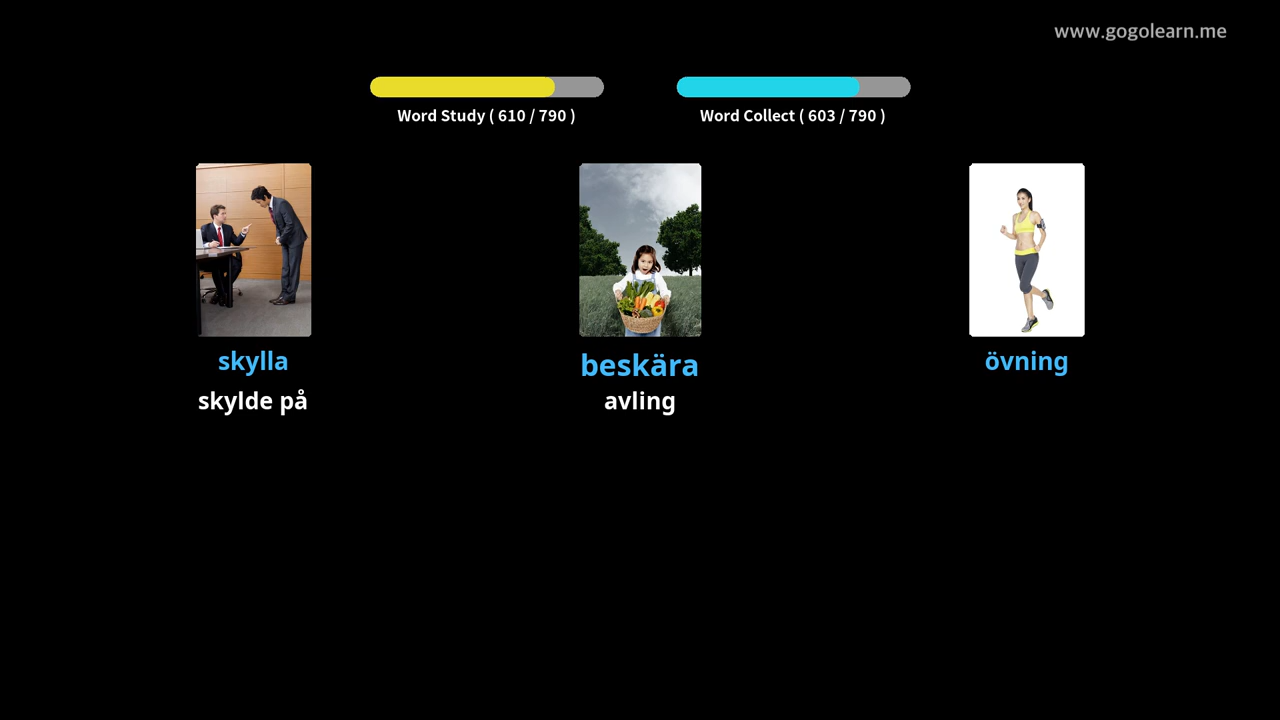 www.gogolearn.me
Word Study ( 610 / 790 )
Word Collect ( 603 / 790 )
skylla
beskära
övning
skylde på
avling